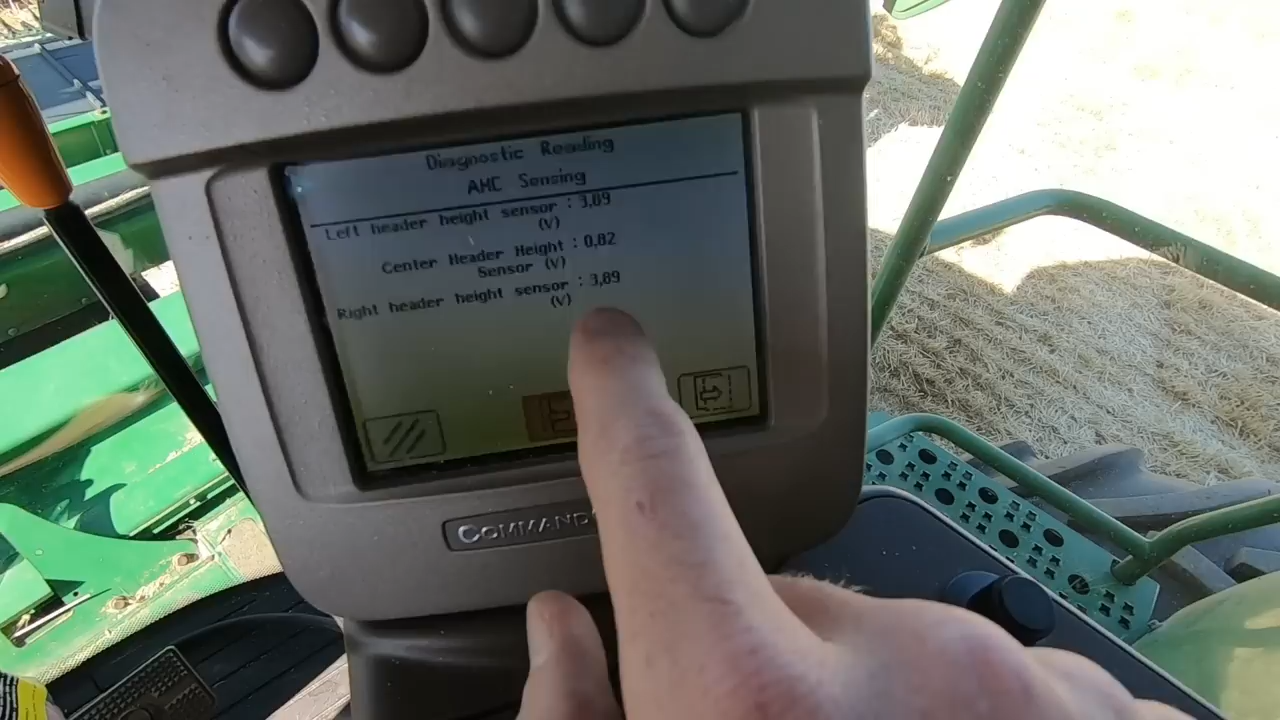 Diagnostic Reading
AHC Sensing
Left header height sensor : 3,89
(V)
Center Header Height : 0,82
Sensor (V)
Right header height sensor : 3,89
(V)
COMMAND